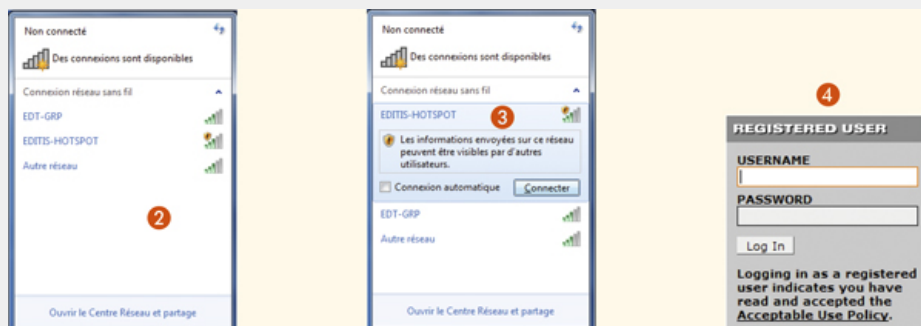 Non connecté
Des connexions sont disponibles
Connexion réseau sans fil
EDT-GRP
EDITIS-HOTSPOT
Autre réseau
2
Ouvrir le Centre Réseau et partage
Non connecté
Des connexions sont disponibles
Connexion réseau sans fil
EDITIS-HOTSPOT
3
Les informations envoyées sur ce réseau
peuvent être visibles par d'autres
utilisateurs.
Connexion automatique
Connecter
EDT-GRP
Autre réseau
Ouvrir le Centre Réseau et partage
4
REGISTERED USER
USERNAME
PASSWORD
Log In
Logging in as a registered
user indicates you have
read and accepted the
Acceptable Use Policy.